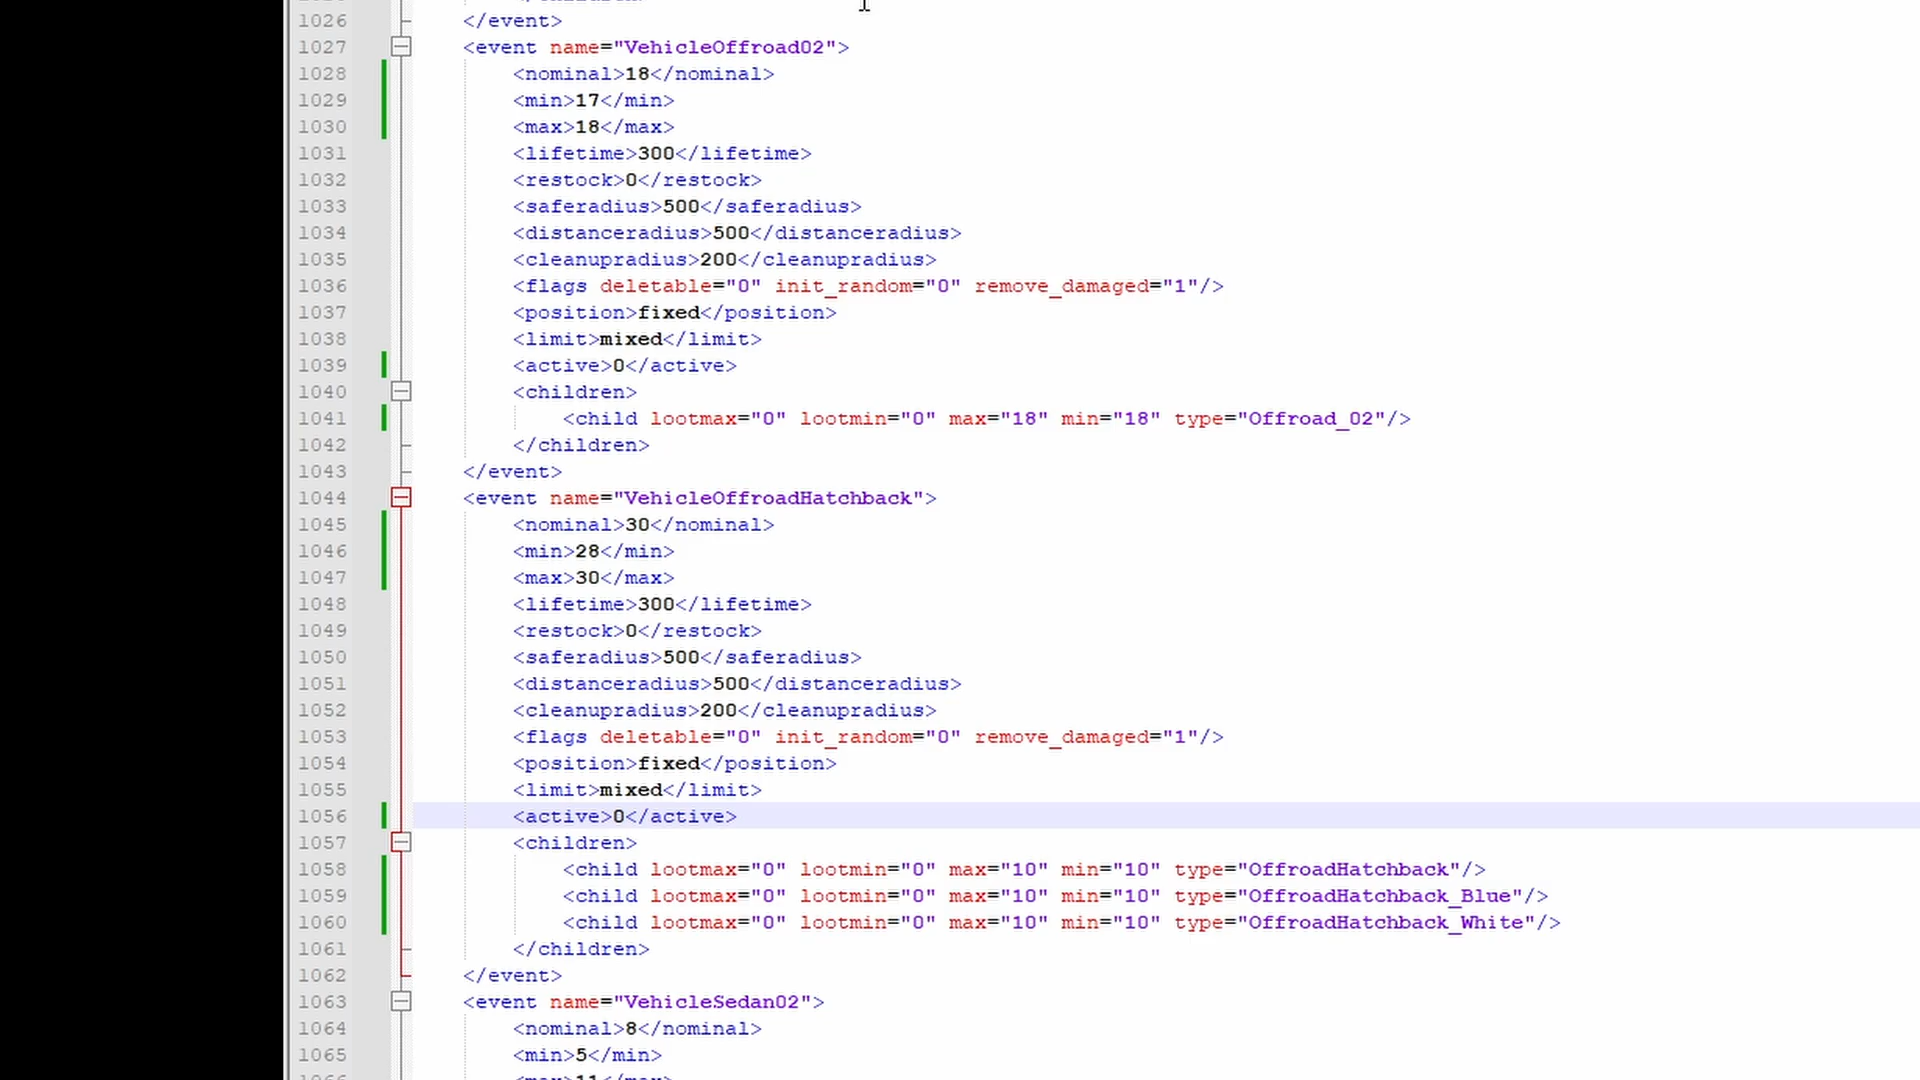 1026 </event>
1027 <event name="VehicleOffroad02">
1028 <nominal>18</nominal>
1029 <min>17</min>
1030 <max>18</max>
1031 <lifetime>300</lifetime>
1032 <restock>0</restock>
1033 <saferadius>500</saferadius>
1034 <distanceradius>500</distanceradius>
1035 <cleanupradius>200</cleanupradius>
1036 <flags deletable="0" init_random="0" remove_damaged="1"/>
1037 <position>fixed</position>
1038 <limit>mixed</limit>
1039 <active>0</active>
1040 <children>
1041 <child lootmax="0" lootmin="0" max="18" min="18" type="Offroad_02"/>
1042 </children>
1043 </event>
1044 <event name="VehicleOffroadHatchback">
1045 <nominal>30</nominal>
1046 <min>28</min>
1047 <max>30</max>
1048 <lifetime>300</lifetime>
1049 <restock>0</restock>
1050 <saferadius>500</saferadius>
1051 <distanceradius>500</distanceradius>
1052 <cleanupradius>200</cleanupradius>
1053 <flags deletable="0" init_random="0" remove_damaged="1"/>
1054 <position>fixed</position>
1055 <limit>mixed</limit>
1056 <active>0</active>
1057 <children>
1058 <child lootmax="0" lootmin="0" max="10" min="10" type="OffroadHatchback"/>
1059 <child lootmax="0" lootmin="0" max="10" min="10" type="OffroadHatchback_Blue"/>
1060 <child lootmax="0" lootmin="0" max="10" min="10" type="OffroadHatchback_White"/>
1061 </children>
1062 </event>
1063 <event name="VehicleSedan02">
1064 <nominal>8</nominal>
1065 <min>5</min>